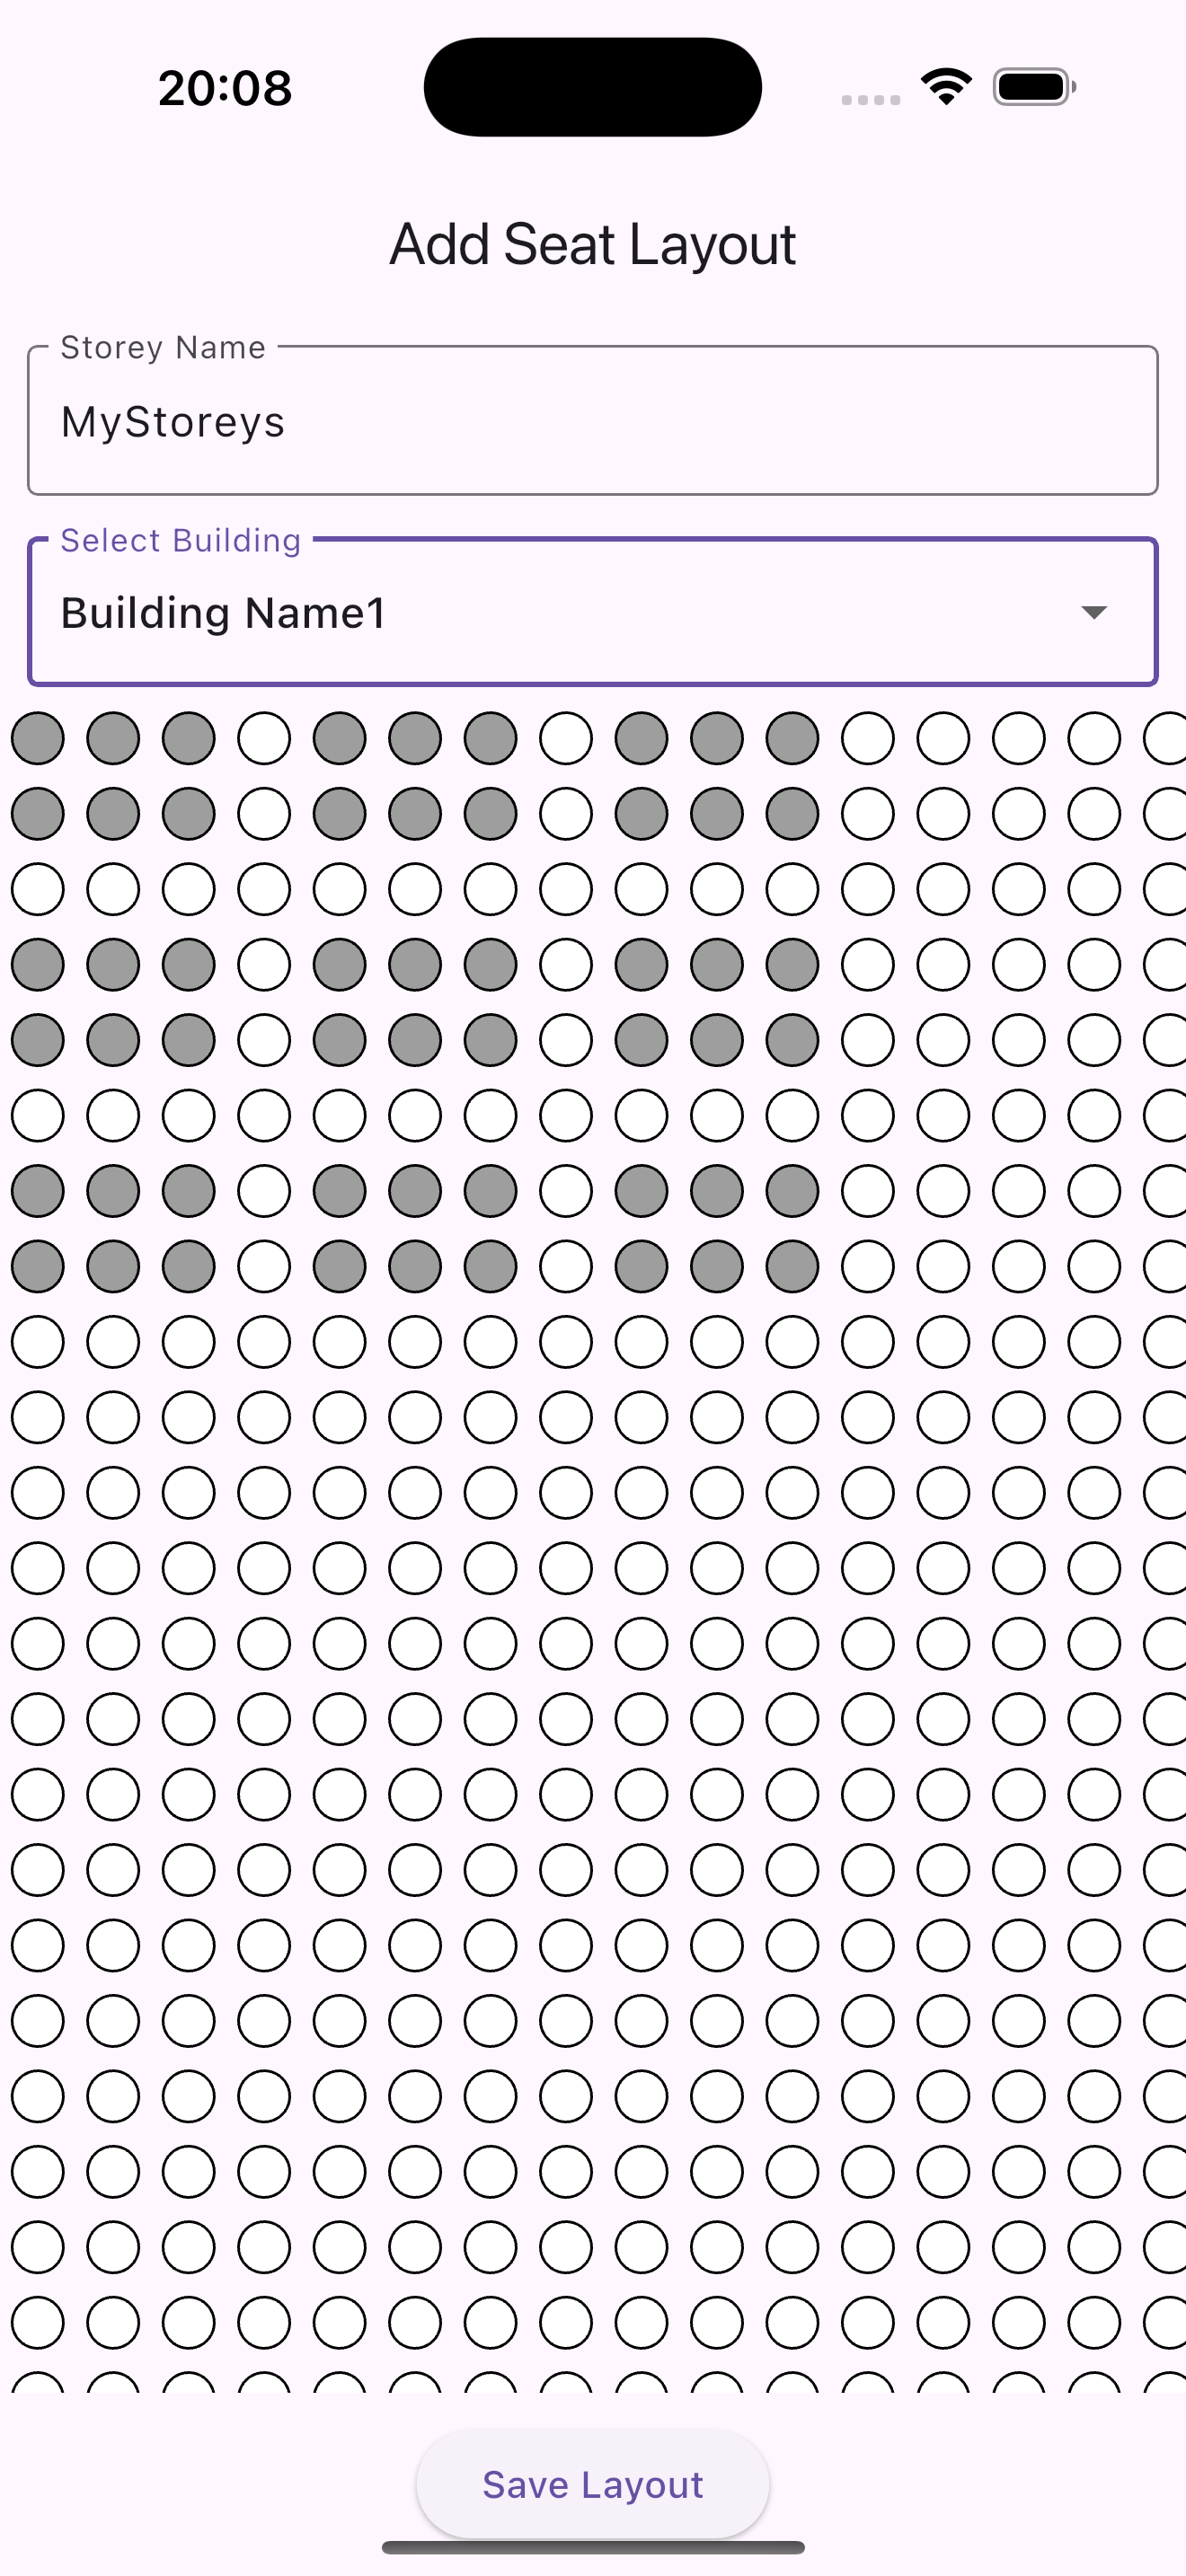 20:08
Add Seat Layout
Storey Name
MyStoreys
Select Building
Building Name1
Save Layout